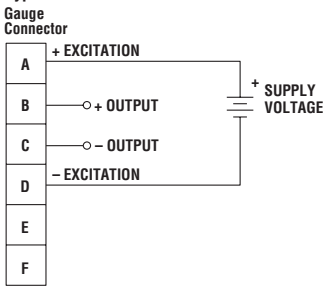 Gauge
Connector
A
+ EXCITATION
B
+ OUTPUT
C
– OUTPUT
D
– EXCITATION
E
F
+
SUPPLY
VOLTAGE